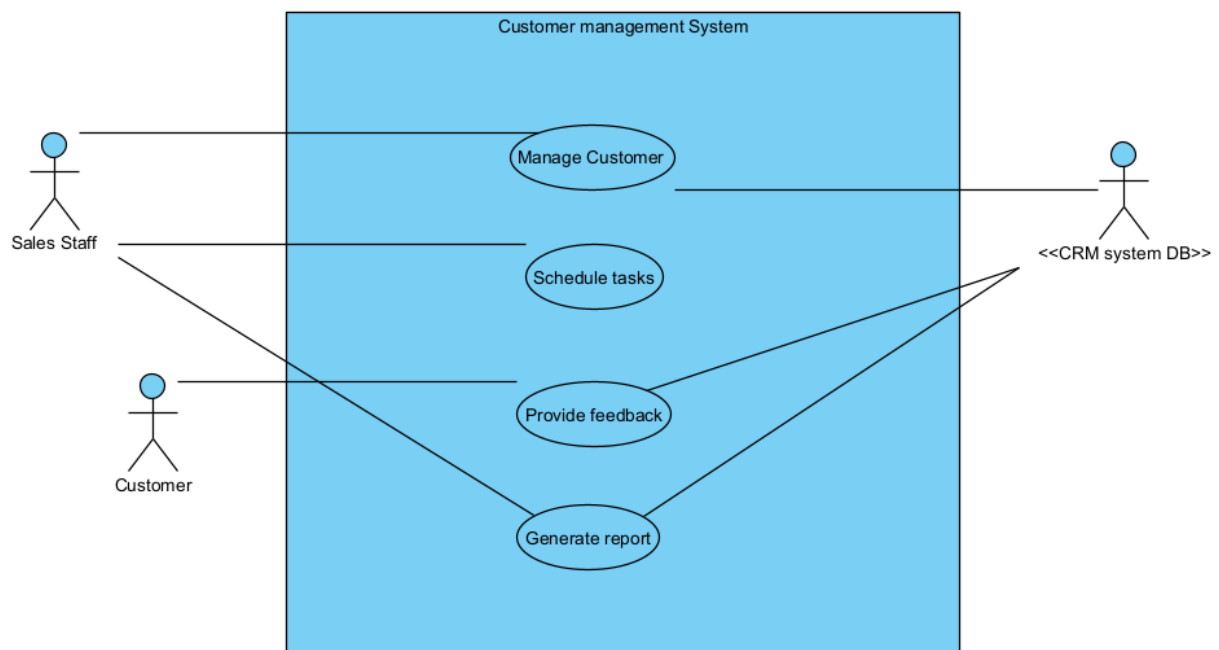 Customer management System
Manage Customer
Sales Staff
<<CRM system DB>>
Schedule tasks
Provide feedback
Customer
Generate report